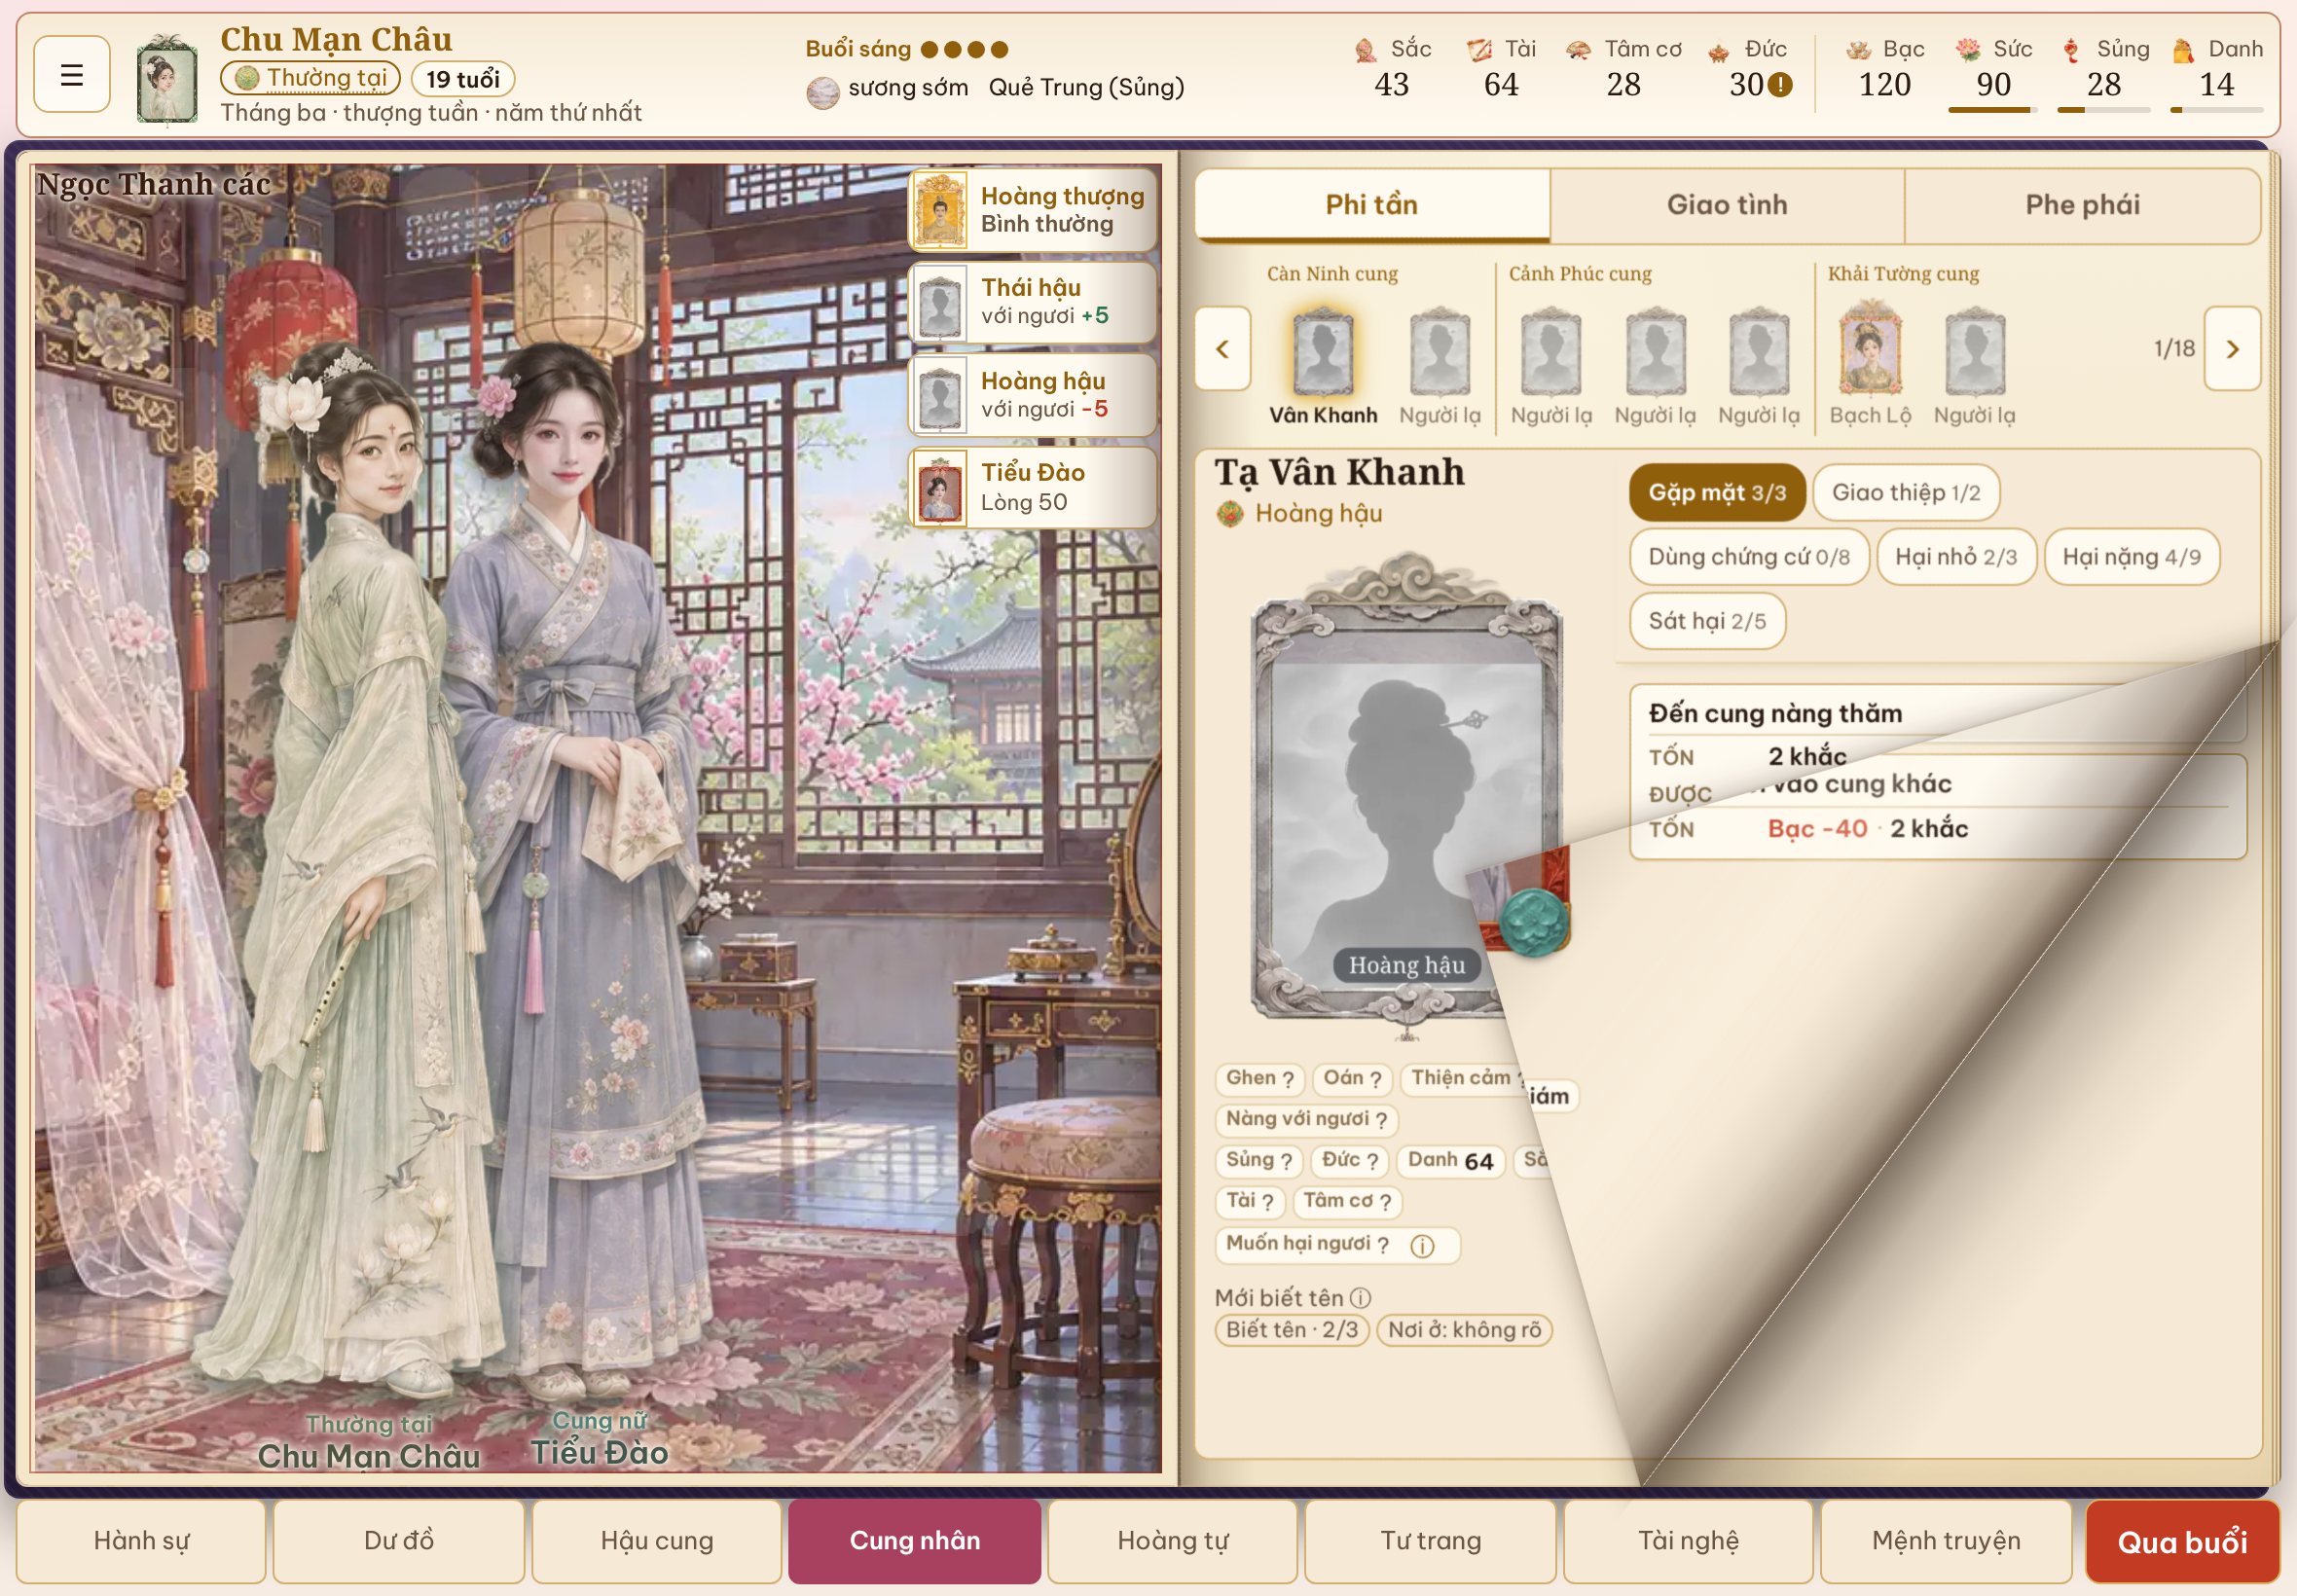 Chu Mạn Châu
Thường tại 19 tuổi
Tháng ba · thượng tuần · năm thứ nhất
Buổi sáng
sương sớm Quẻ Trung (Sủng)
Sắc 43
Tài 64
Tâm cơ 28
Đức 30 !
Bạc 120
Sức 90
Sủng 28
Danh 14
Ngọc Thanh các
Hoàng thượng
Bình thường
Thái hậu
với ngươi +5
Hoàng hậu
với ngươi -5
Tiểu Đào
Lòng 50
Thường tại
Chu Mạn Châu
Cung nữ
Tiểu Đào
Phi tần Giao tình Phe phái
Càn Ninh cung Cảnh Phúc cung Khải Tường cung
Vân Khanh Người lạ Người lạ Người lạ Người lạ Bạch Lộ Người lạ
1/18
Tạ Vân Khanh
Hoàng hậu
Hoàng hậu
Ghen ? Oán ? Thiện cảm
Nàng với ngươi ?
Sủng ? Đức ? Danh 64
Tài ? Tâm cơ ?
Muốn hại ngươi ?
Mới biết tên
Biết tên · 2/3 Nơi ở: không rõ
Gặp mặt 3/3 Giao thiệp 1/2
Dùng chứng cứ 0/8 Hại nhỏ 2/3 Hại nặng 4/9
Sát hại 2/5
Đến cung nàng thăm
TỐN 2 khắc
ĐƯỢC
vào cung khác
TỐN Bạc -40 · 2 khắc
Hành sự Dư đồ Hậu cung Cung nhân Hoàng tự Tư trang Tài nghệ Mệnh truyện Qua buổi